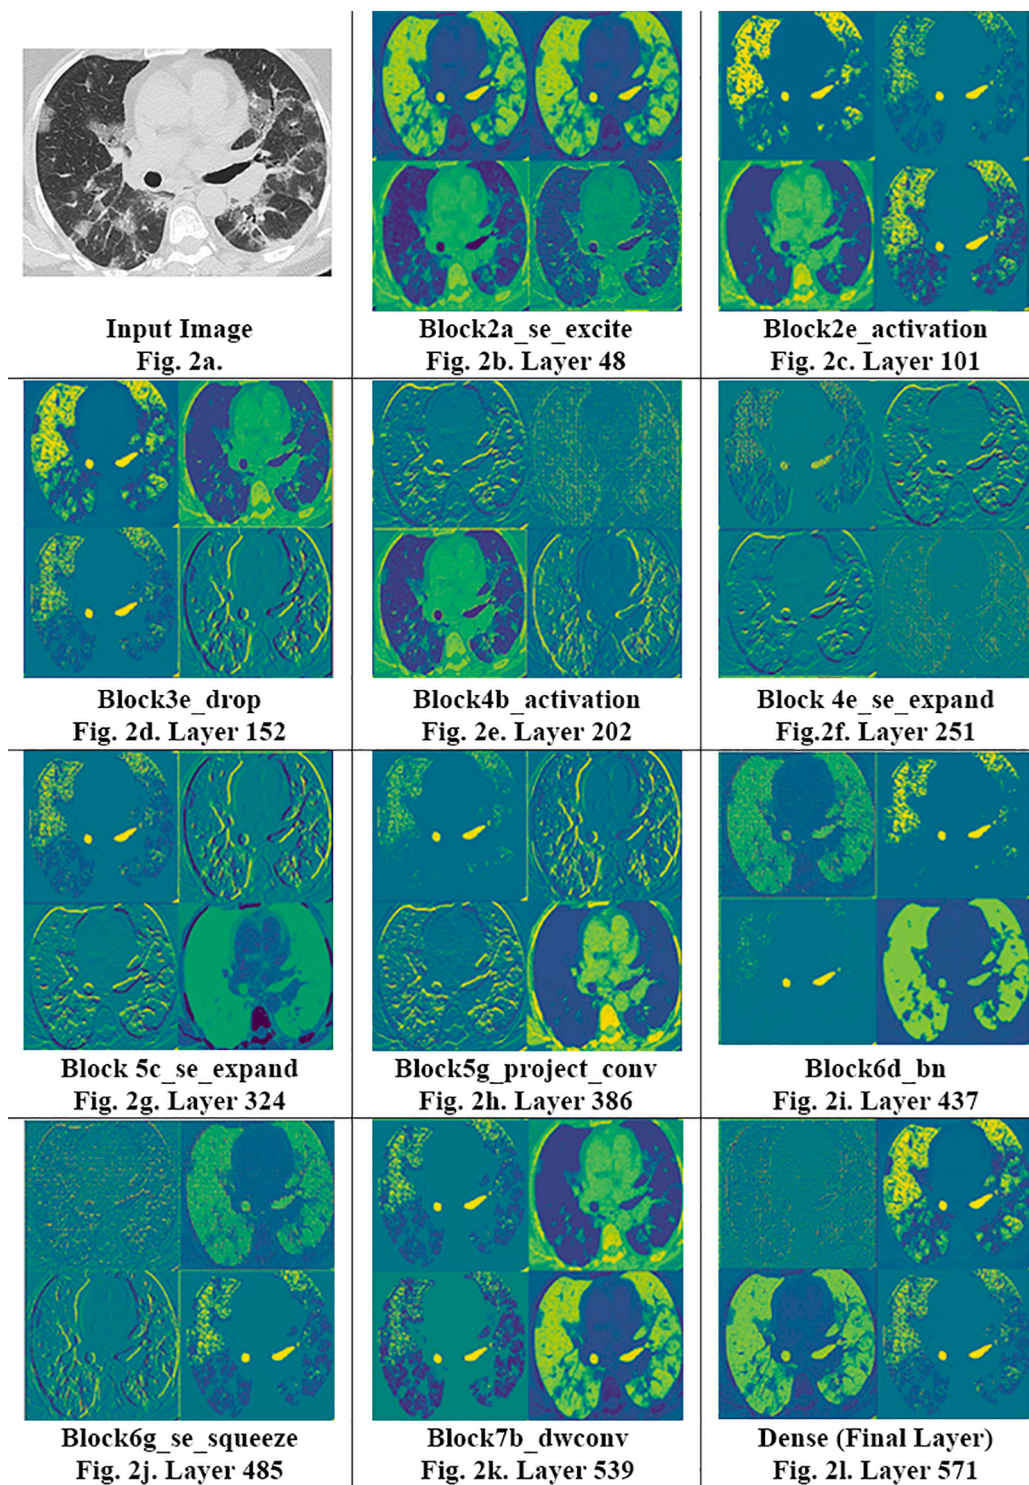 Input Image
Fig. 2a.
Block2a_se_excite
Fig. 2b. Layer 48
Block2e_activation
Fig. 2c. Layer 101
Block3e_drop
Fig. 2d. Layer 152
Block4b_activation
Fig. 2e. Layer 202
Block 4e_se_expand
Fig.2f. Layer 251
Block 5c_se_expand
Fig. 2g. Layer 324
Block5g_project_conv
Fig. 2h. Layer 386
Block6d_bn
Fig. 2i. Layer 437
Block6g_se_squeeze
Fig. 2j. Layer 485
Block7b_dwconv
Fig. 2k. Layer 539
Dense (Final Layer)
Fig. 2l. Layer 571